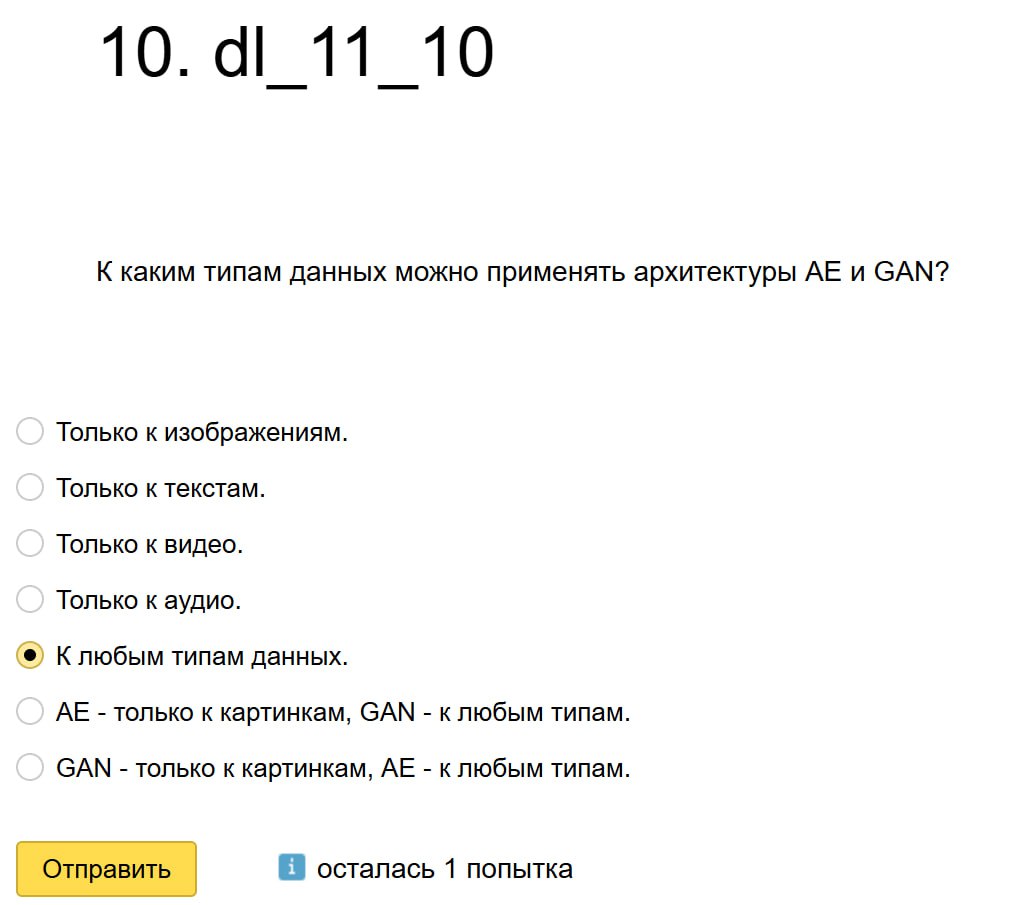 10. dl_11_10
К каким типам данных можно применять архитектуры AE и GAN?
Только к изображениям.
Только к текстам.
Только к видео.
Только к аудио.
К любым типам данных.
AE - только к картинкам, GAN - к любым типам.
GAN - только к картинкам, AE - к любым типам.
Отправить
i осталась 1 попытка